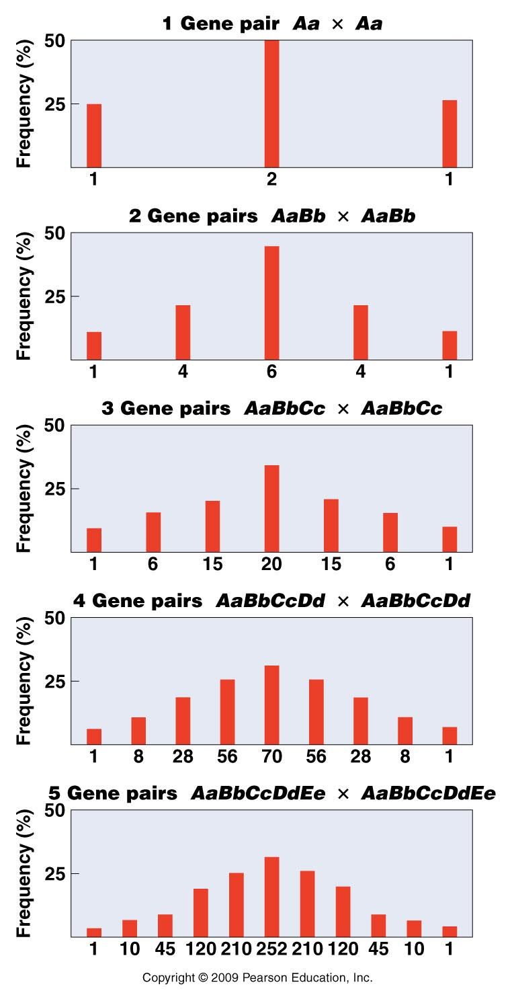 1 Gene pair Aa × Aa
Frequency (%)
50
25
1 2 1
2 Gene pairs AaBb × AaBb
Frequency (%)
50
25
1 4 6 4 1
3 Gene pairs AaBbCc × AaBbCc
Frequency (%)
50
25
1 6 15 20 15 6 1
4 Gene pairs AaBbCcDd × AaBbCcDd
Frequency (%)
50
25
1 8 28 56 70 56 28 8 1
5 Gene pairs AaBbCcDdEe × AaBbCcDdEe
Frequency (%)
50
25
1 10 45 120 210 252 210 120 45 10 1
Copyright © 2009 Pearson Education, Inc.